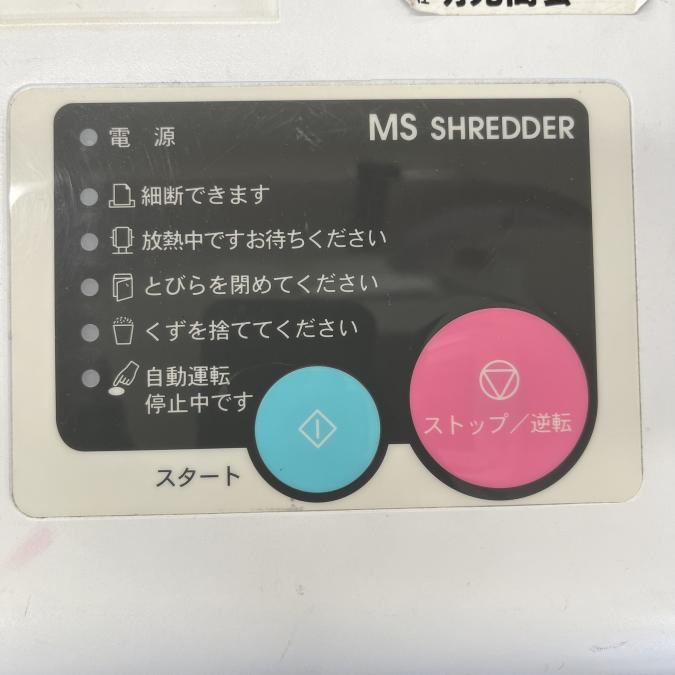 電 源
MS SHREDDER
細断できます
放熱中ですお待ちください
とびらを閉めてください
くずを捨ててください
自動運転
停止中です
ストップ／逆転
スタート